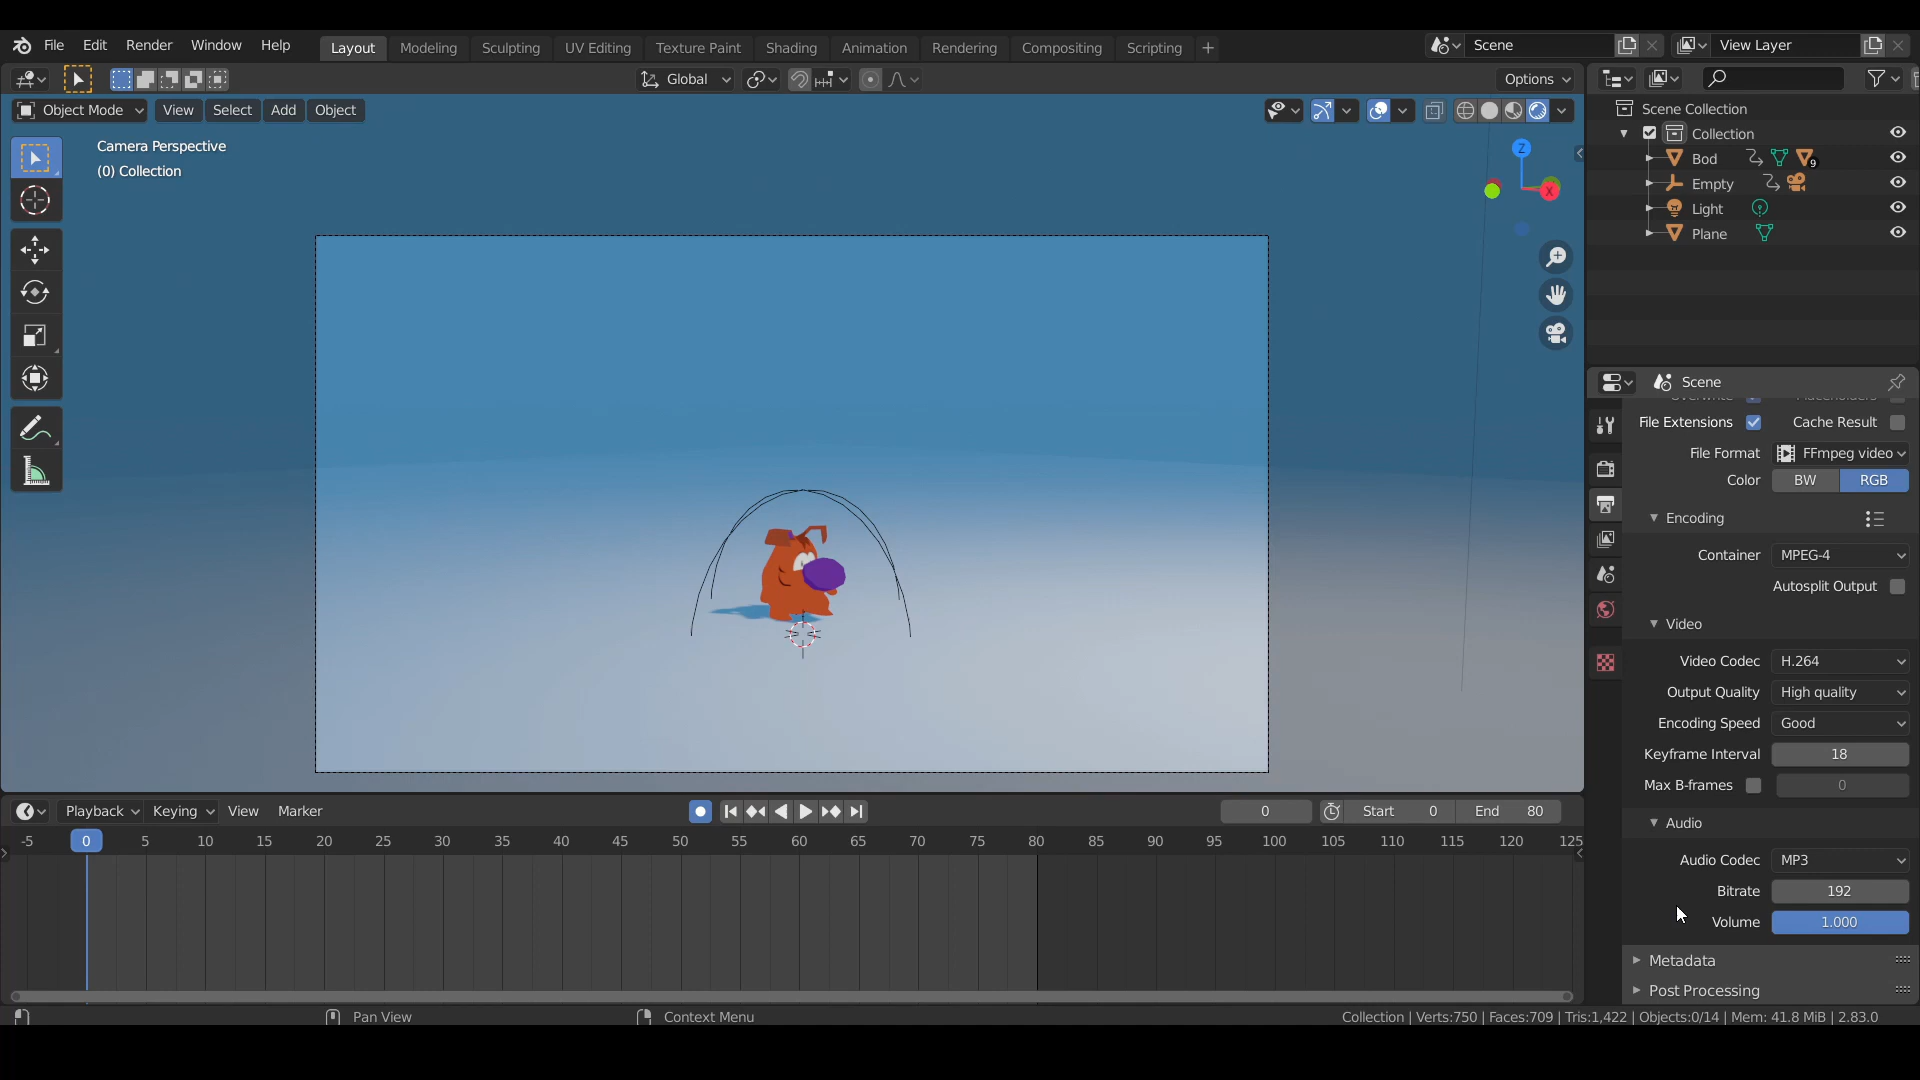 File Edit Render Window Help Layout Modeling Sculpting UV Editing Texture Paint Shading Animation Rendering Compositing Scripting + Scene View Layer
Global Options
Object Mode View Select Add Object
Camera Perspective
(0) Collection
Z
X
Scene Collection
Collection
Bod 9
Empty
Light
Plane
Scene
Overwrite Placeholders
File Extensions Cache Result
File Format FFmpeg video
Color BW RGB
Encoding
Container MPEG-4
Autosplit Output
Video
Video Codec H.264
Output Quality High quality
Encoding Speed Good
Keyframe Interval 18
Max B-frames 0
Audio
Audio Codec MP3
Bitrate 192
Volume 1.000
Metadata
Post Processing
Playback Keying View Marker 0 Start 0 End 80
-5 0 5 10 15 20 25 30 35 40 45 50 55 60 65 70 75 80 85 90 95 100 105 110 115 120 125
Pan View Context Menu Collection | Verts:750 | Faces:709 | Tris:1,422 | Objects:0/14 | Mem: 41.8 MiB | 2.83.0